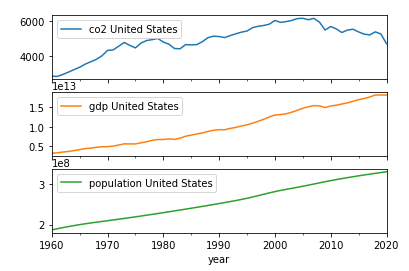 co2 United States
6000
4000
1e13
gdp United States
1.5
1.0
0.5
1e8
population United States
3
2
1960 1970 1980 1990 2000 2010 2020
year